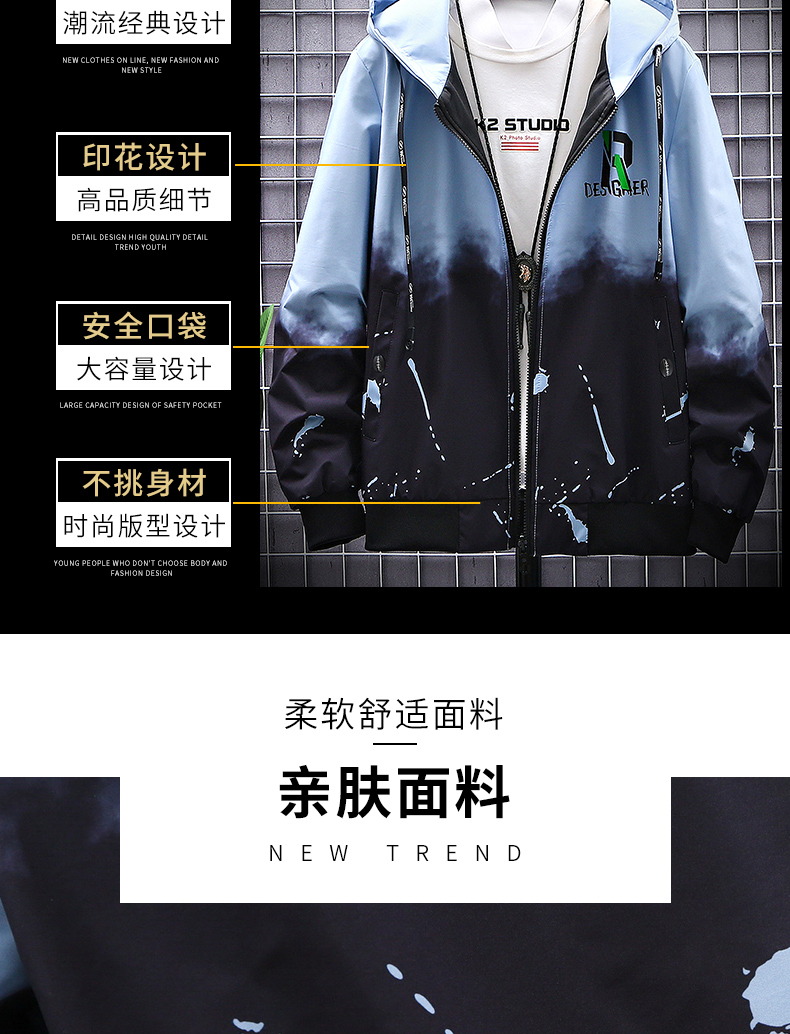 潮流经典设计
NEW CLOTHES ON LINE, NEW FASHION AND
NEW STYLE
印花设计
高品质细节
DETAIL DESIGN HIGH QUALITY DETAIL
TREND YOUTH
安全口袋
大容量设计
LARGE CAPACITY DESIGN OF SAFETY POCKET
不挑身材
时尚版型设计
YOUNG PEOPLE WHO DON'T CHOOSE BODY AND
FASHION DESIGN
K2 STUDIO
K2_Photo Studio
DESIGNER
柔软舒适面料
亲肤面料
NEW TREND